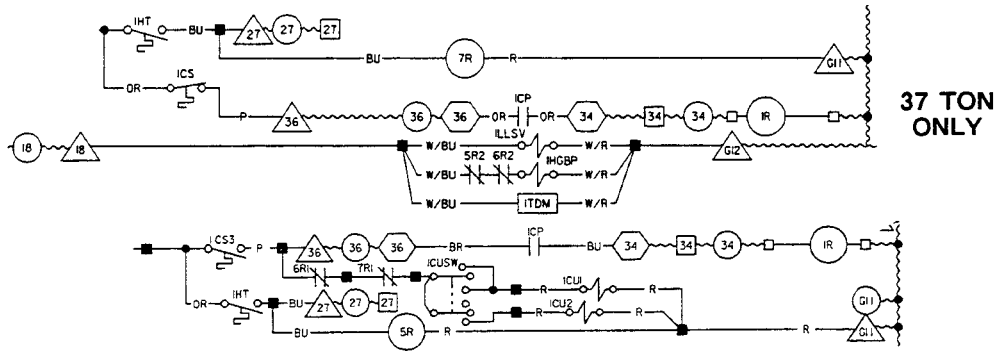 1HT BU 27 27 27
BU 7R R G11
OR 1CS
P 36 36 36 OR 1CP OR 34 34 34 1R
37 TON
ONLY
18 18 W/BU 1LLSV W/R G12
5R2 6R2 1HGBP
W/BU W/R
W/BU 1TDM W/R
1CS3 P 36 36 36 BR 1CP BU 34 34 34 1R
6R1 7R1 1CUSW
R 1CU1 R
OR 1HT BU 27 27 27
R 1CU2 R
G11
BU 5R R R G11